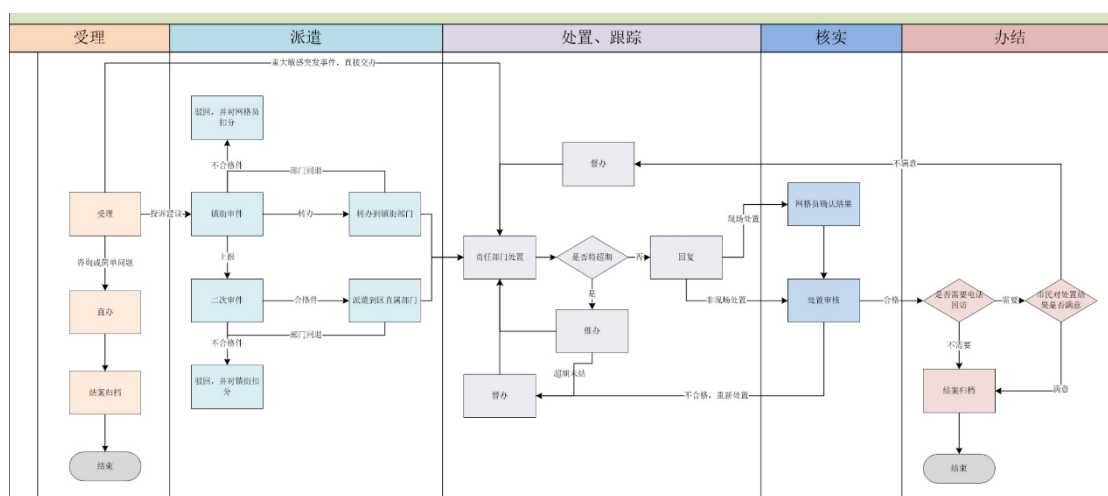 受理
派遣
处置、跟踪
核实
办结
重大敏感突发事件，直接交办
驳回，并对网格员
扣分
不合格件
部门回退
督办
不满意
受理
投诉建议
镇街审件
转办
转办到镇街部门
网格员确认结果
现场处置
咨询或简单问题
上报
责任部门处置
是否将超期
否
回复
直办
二次审件
合格件
派遣到区直属部门
是
非现场处置
处置审核
合格
是否需要电话
回访
需要
市民对处置结
果是否满意
部门回退
催办
不合格件
不需要
超期未结
驳回，并对镇街扣
分
结案归档
督办
不合格，重新处置
结案归档
满意
结束
结束